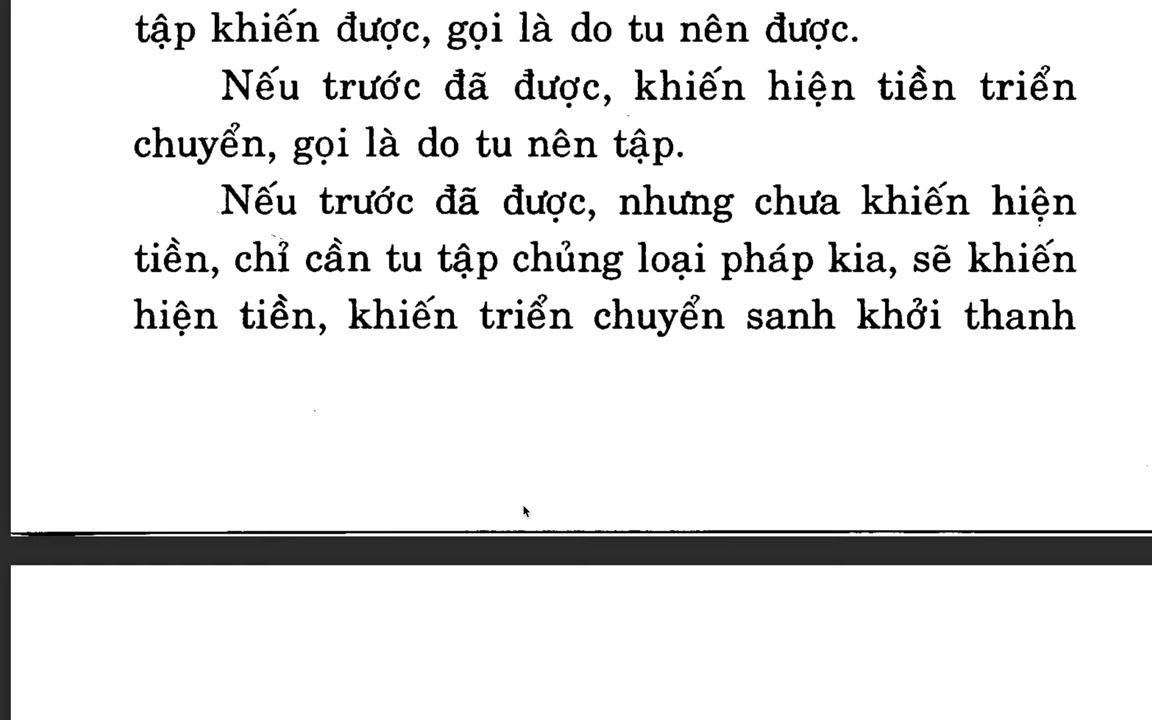 tập khiến được, gọi là do tu nên được.
Nếu trước đã được, khiến hiện tiền triển
chuyển, gọi là do tu nên tập.
Nếu trước đã được, nhưng chưa khiến hiện
tiền, chỉ cần tu tập chủng loại pháp kia, sẽ khiến
hiện tiền, khiến triển chuyển sanh khởi thanh